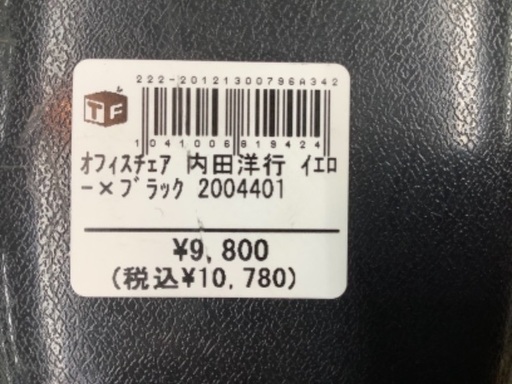 222-20121300796A342
TF
1041006819424
オフィスチェア 内田洋行 イエロ
ー×ブラック 2004401
¥9,800
(税込¥10,780)